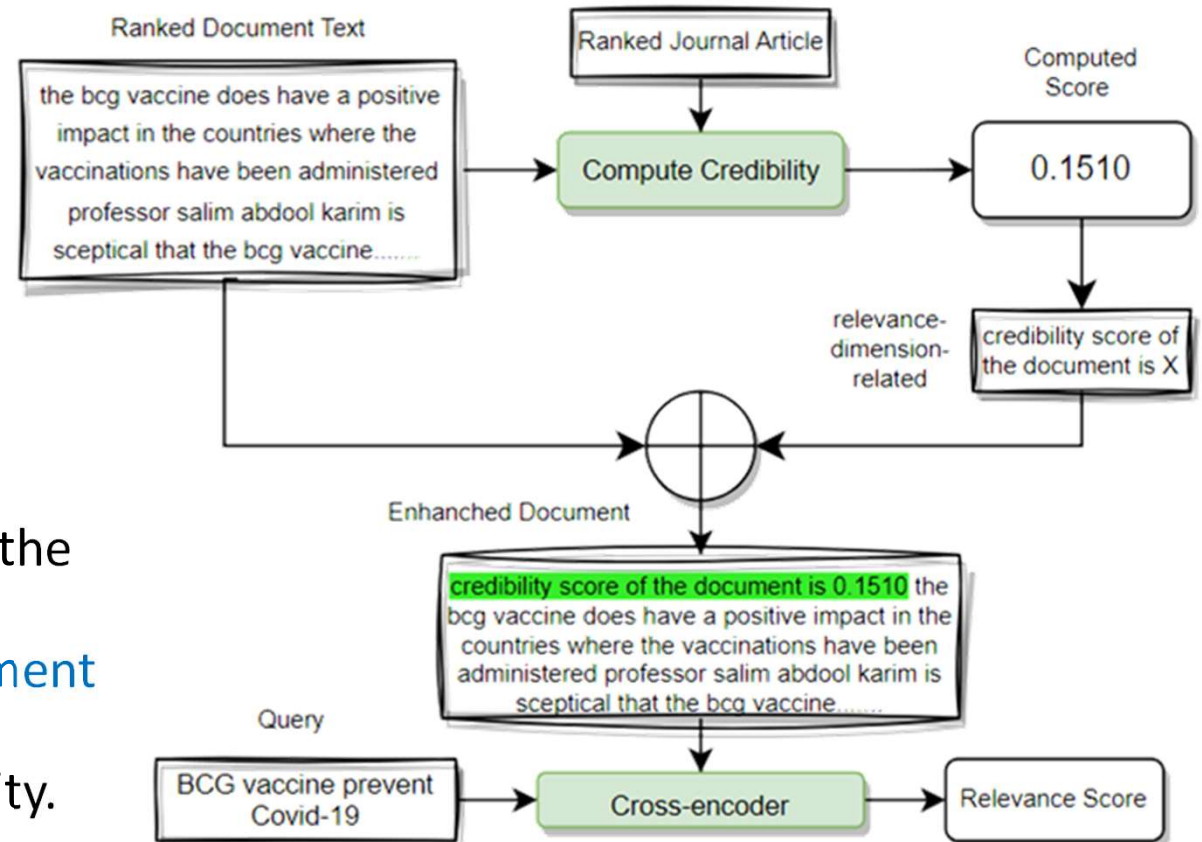 Ranked Document Text
the bcg vaccine does have a positive
impact in the countries where the
vaccinations have been administered
professor salim abdool karim is
sceptical that the bcg vaccine.......
Ranked Journal Article
Compute Credibility
Computed
Score
0.1510
relevance-
dimension-
related
credibility score of
the document is X
Enhanched Document
credibility score of the document is 0.1510 the
bcg vaccine does have a positive impact in the
countries where the vaccinations have been
administered professor salim abdool karim is
sceptical that the bcg vaccine.......
the
ment
ity.
Query
BCG vaccine prevent
Covid-19
Cross-encoder
Relevance Score